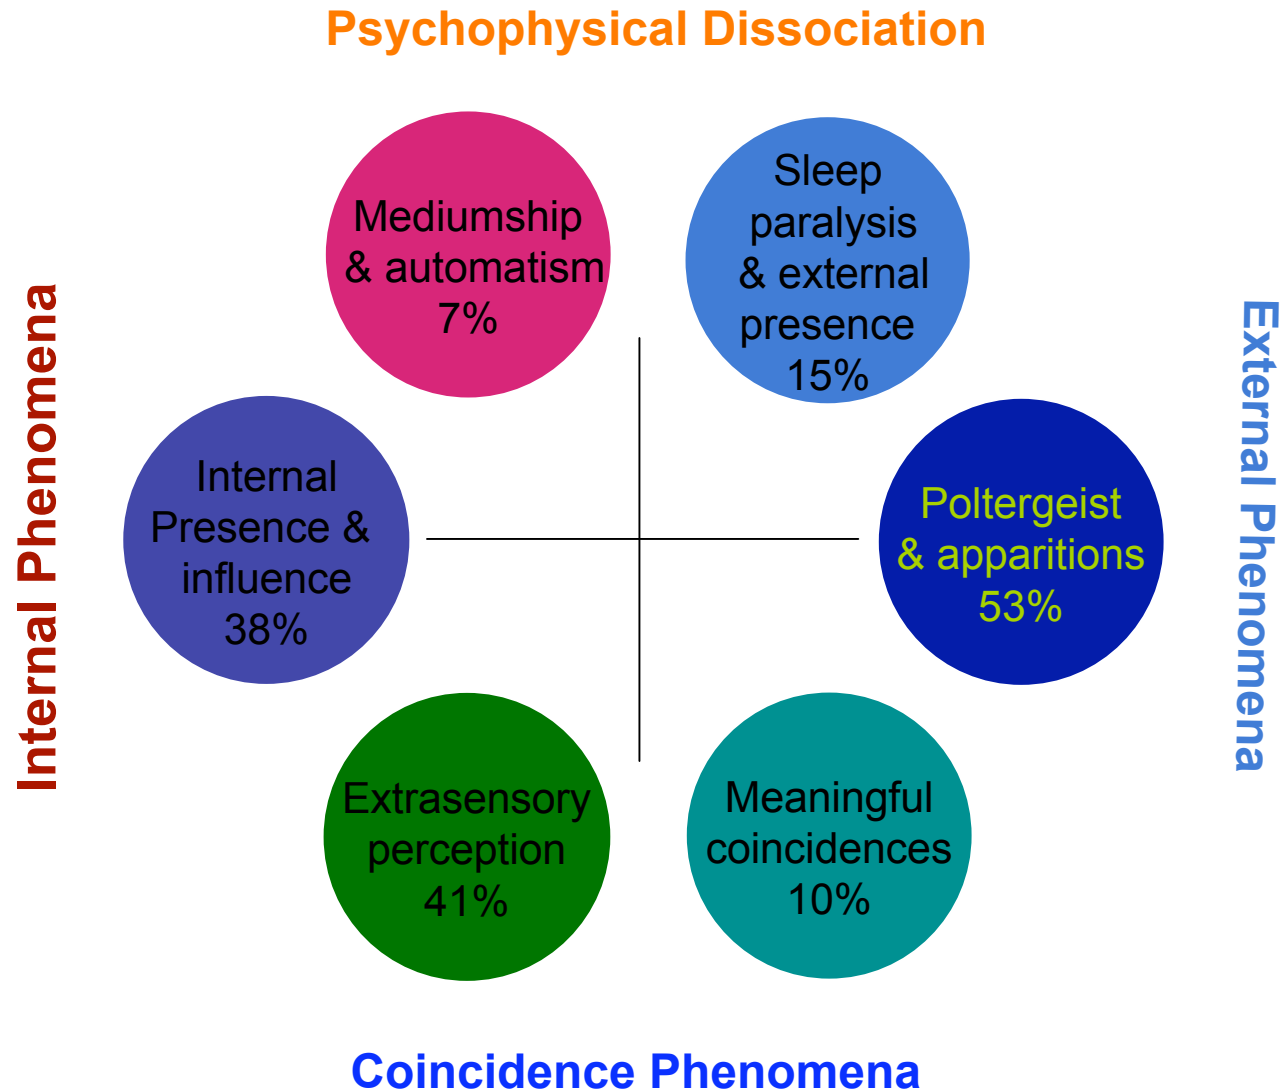 Psychophysical Dissociation
Mediumship
& automatism
7%
Sleep
paralysis
& external
presence
15%
Internal Phenomena
Internal
Presence &
influence
38%
Poltergeist
& apparitions
53%
External Phenomena
Extrasensory
perception
41%
Meaningful
coincidences
10%
Coincidence Phenomena